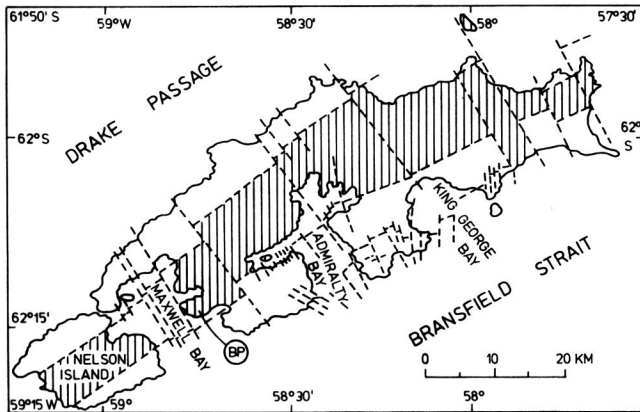 61°50' S
59°W
58°30'
58°
57°30'
DRAKE PASSAGE
62°S
62°
S
KING GEORGE
BAY
ADMIRALTY
BAY
MAXWELL
BAY
BRANSFIELD STRAIT
62°15'
BP
NELSON
ISLAND
0 10 20 KM
59°15 W
59°
58°30'
58°